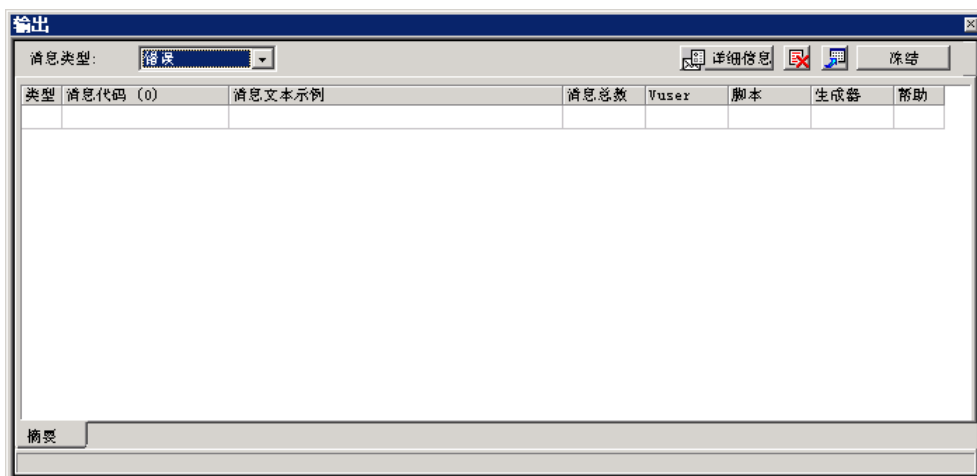 输出
消息类型: 错误 详细信息 冻结
类型 消息代码 (0) 消息文本示例 消息总数 Vuser 脚本 生成器 帮助
摘要